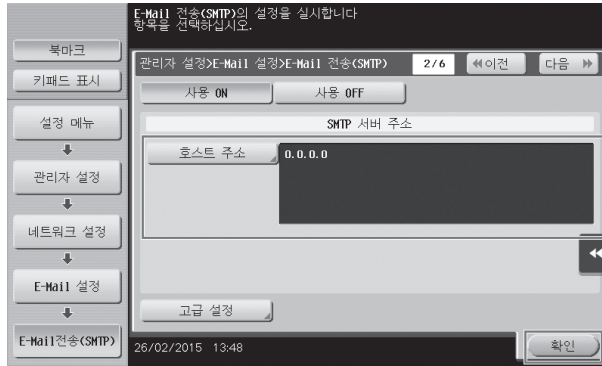 E-Mail 전송(SMTP)의 설정을 실시합니다
항목을 선택하십시오.
북마크
키패드 표시
설정 메뉴
관리자 설정
네트워크 설정
E-Mail 설정
E-Mail전송(SMTP)
관리자 설정>E-Mail 설정>E-Mail 전송(SMTP)
2/6
이전
다음
사용 ON
사용 OFF
SMTP 서버 주소
호스트 주소
0.0.0.0
고급 설정
26/02/2015 13:48
확인